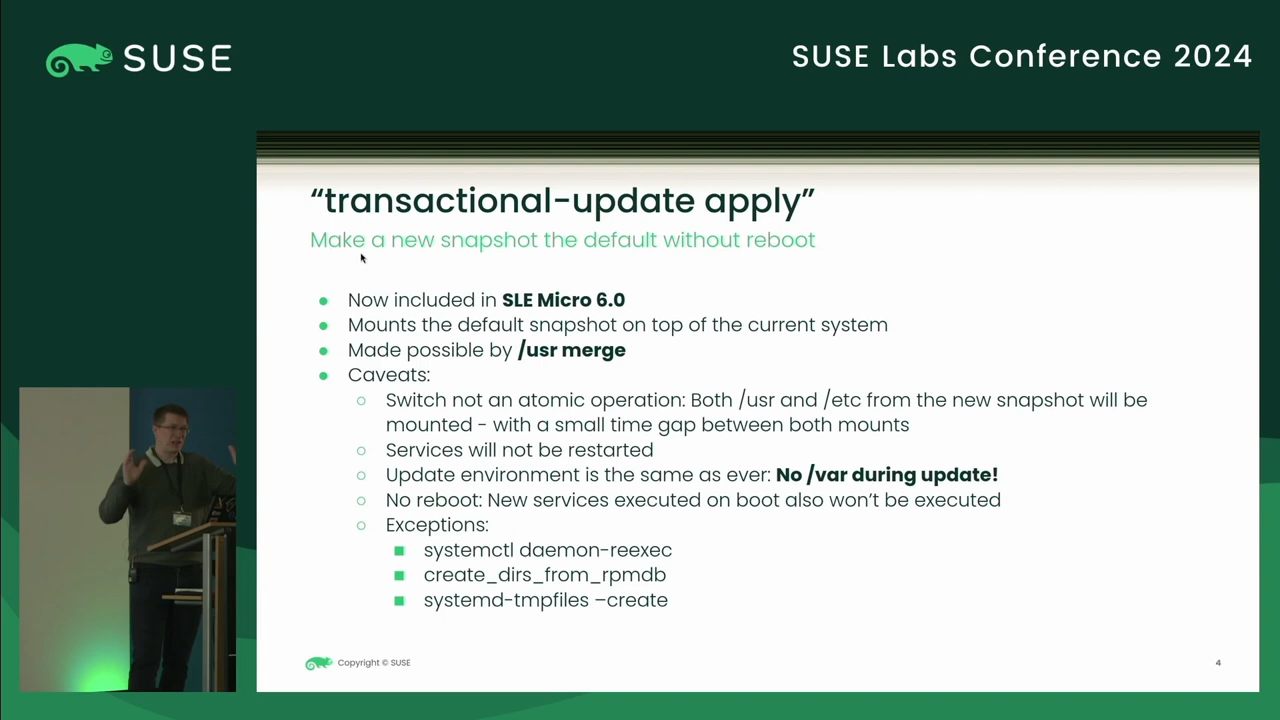 SUSE
SUSE Labs Conference 2024
“transactional-update apply”
Make a new snapshot the default without reboot
● Now included in SLE Micro 6.0
● Mounts the default snapshot on top of the current system
● Made possible by /usr merge
● Caveats:
○ Switch not an atomic operation: Both /usr and /etc from the new snapshot will be
mounted - with a small time gap between both mounts
○ Services will not be restarted
○ Update environment is the same as ever: No /var during update!
○ No reboot: New services executed on boot also won’t be executed
○ Exceptions:
■ systemctl daemon-reexec
■ create_dirs_from_rpmdb
■ systemd-tmpfiles –create
Copyright © SUSE
4